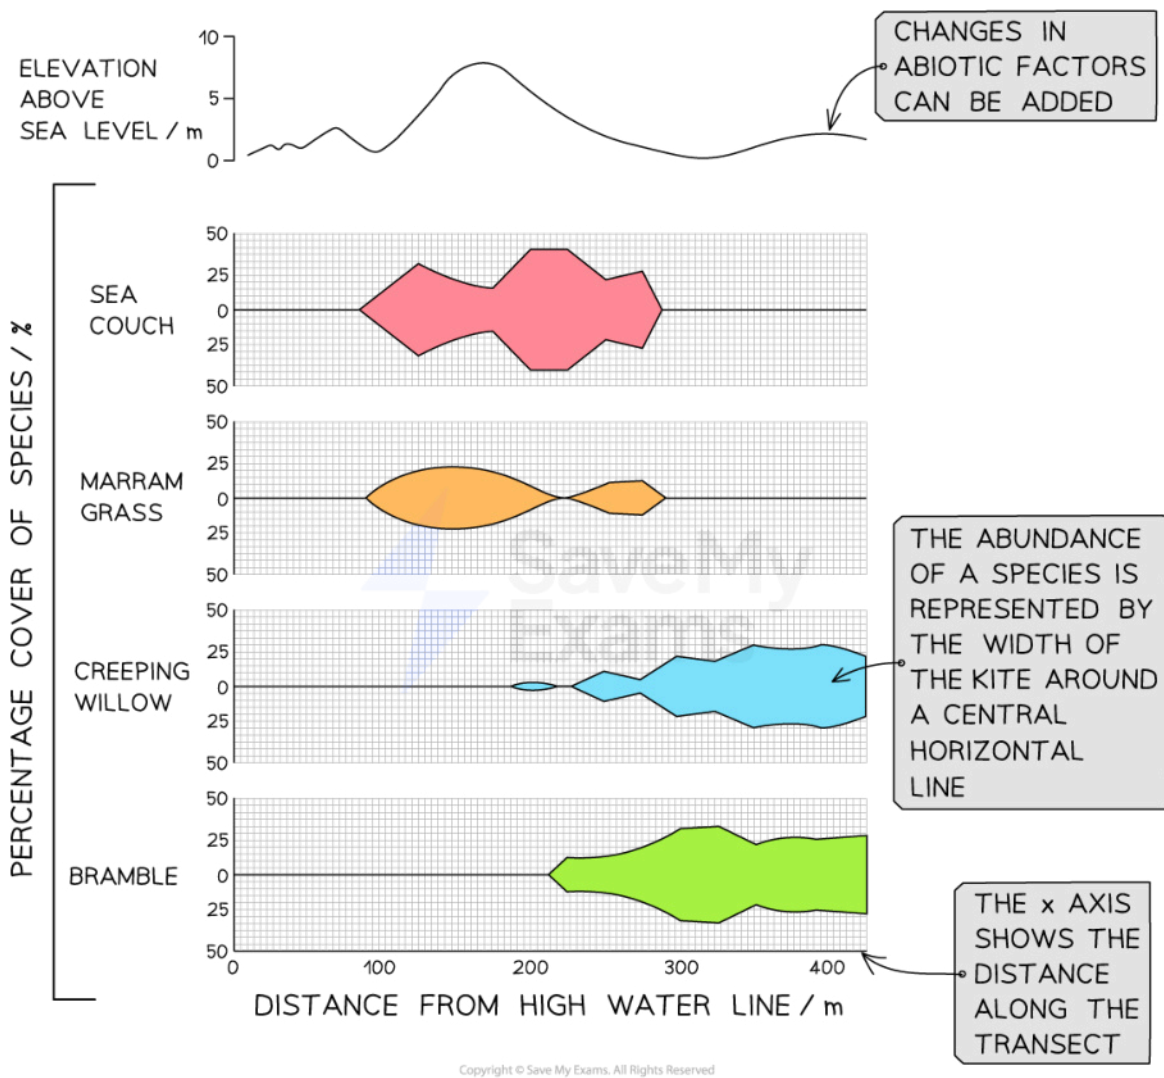 ELEVATION
ABOVE
SEA LEVEL / m
10
5
0
CHANGES IN
ABIOTIC FACTORS
CAN BE ADDED
PERCENTAGE COVER OF SPECIES / %
SEA
COUCH
50
25
0
25
50
MARRAM
GRASS
50
25
0
25
50
SaveMy
Exams
CREEPING
WILLOW
50
25
0
25
50
THE ABUNDANCE
OF A SPECIES IS
REPRESENTED BY
THE WIDTH OF
THE KITE AROUND
A CENTRAL
HORIZONTAL
LINE
BRAMBLE
50
25
0
25
50
0 100 200 300 400
DISTANCE FROM HIGH WATER LINE / m
THE x AXIS
SHOWS THE
DISTANCE
ALONG THE
TRANSECT
Copyright © Save My Exams. All Rights Reserved